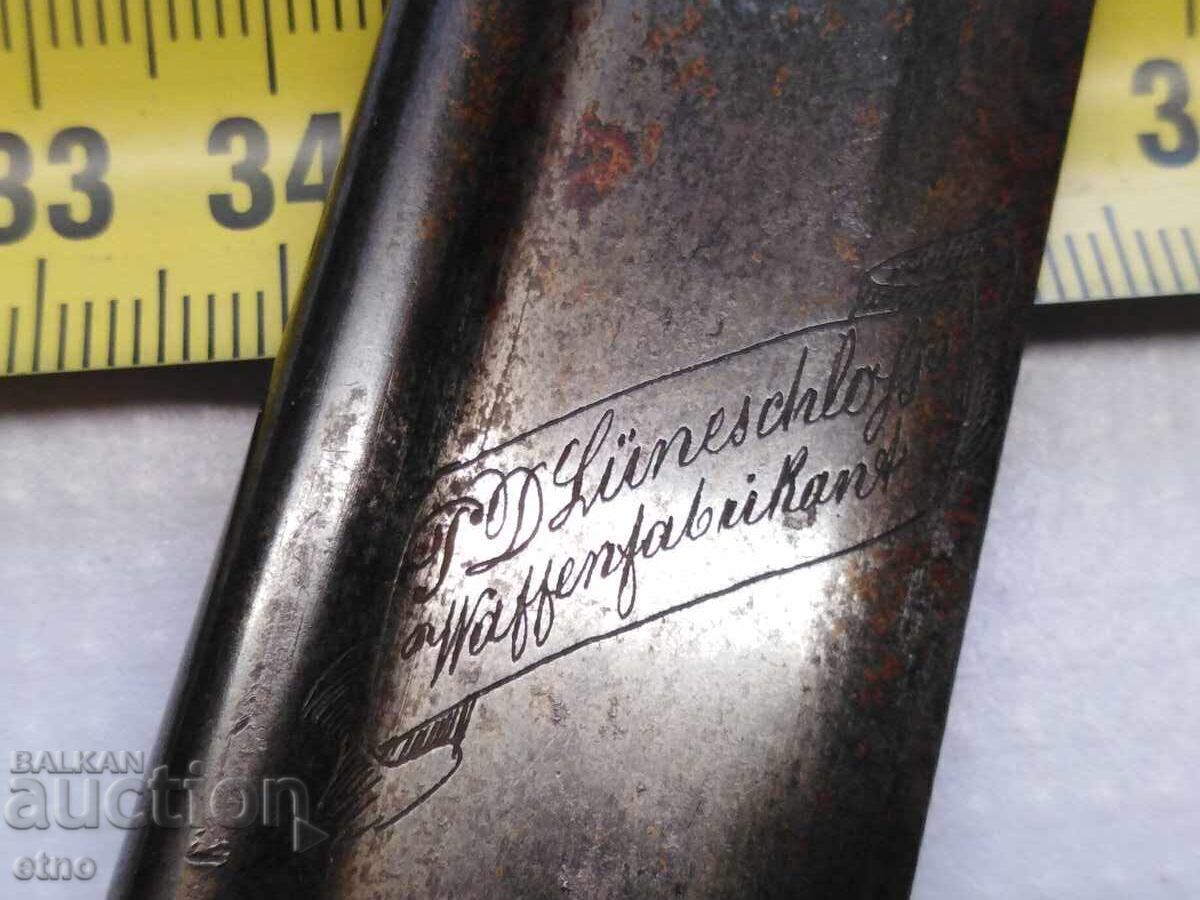 33 34 3
P D Lüneschloß
Waffenfabrikant
BALKAN
auction
etno